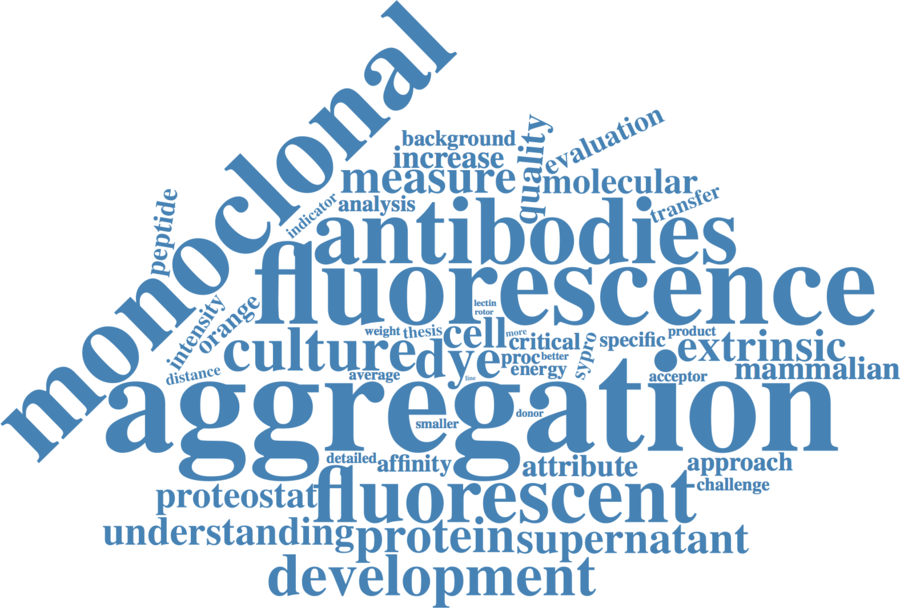 monoclonal
background
quality
evaluation
increase
measure
molecular
indicator
analysis
transfer
peptide
antibodies
fluorescence
lectin
rotor
intensity
orange
weight
thesis
cell
more
critical
sypro
specific
product
culture
dye
proc
better
extrinsic
distance
average
fine
energy
acceptor
mammalian
aggregation
smaller
donor
detailed
affinity
attribute
approach
challenge
proteostat
fluorescent
understanding
protein
supernatant
development